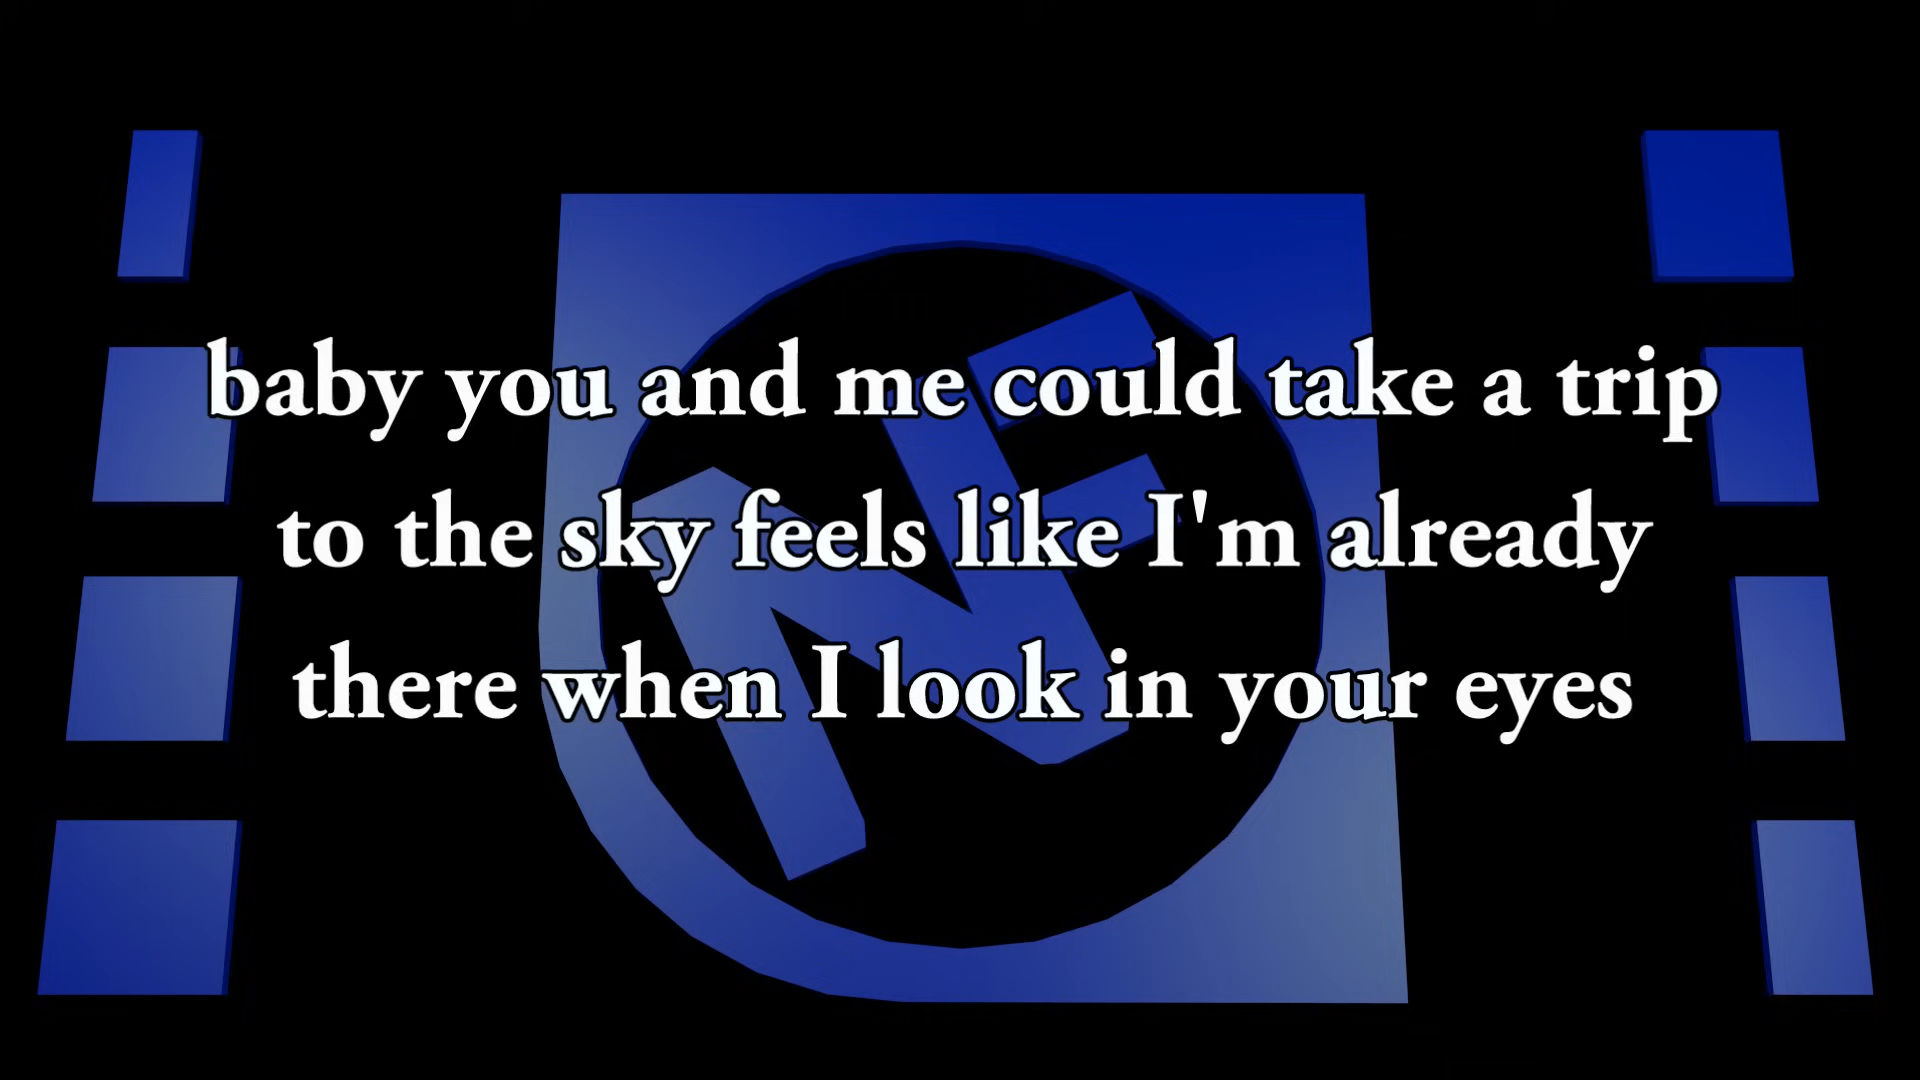 baby you and me could take a trip
to the sky feels like I'm already
there when I look in your eyes